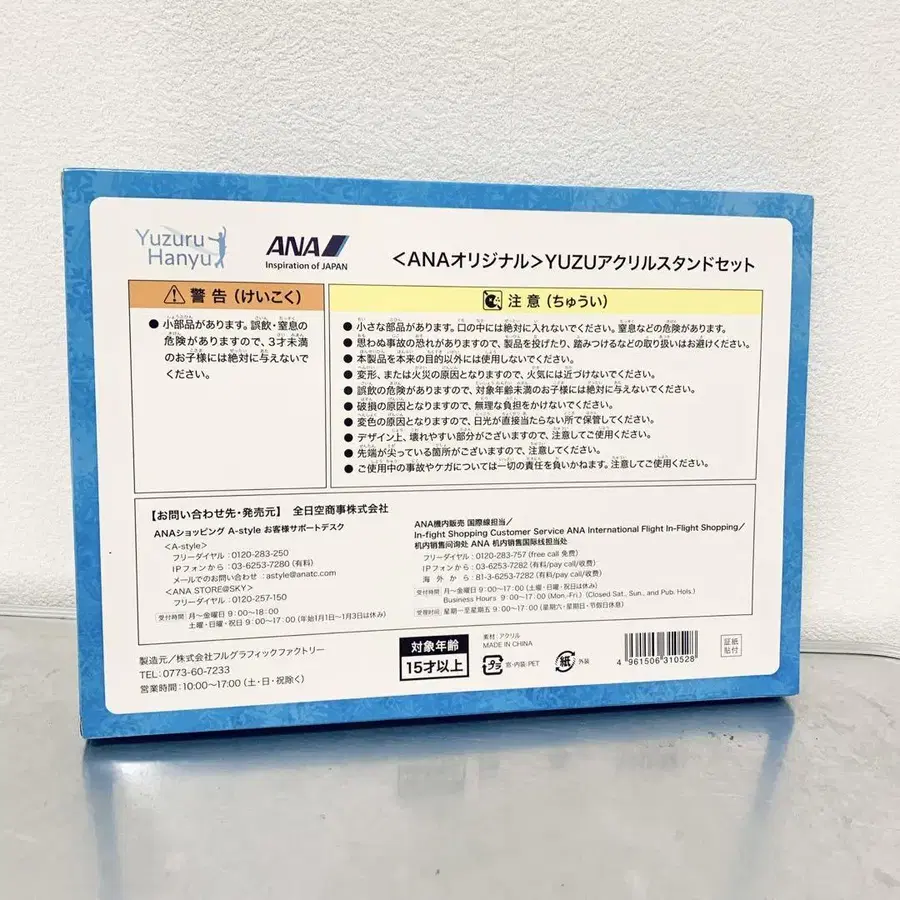 Yuzuru
Hanyu
ANA
Inspiration of JAPAN
<ANAオリジナル>YUZUアクリルスタンドセット
警告(けいこく)
●小部品があります。誤飲・窒息の
危険がありますので、3才未満
のお子様には絶対に与えないで
ください。
注意(ちゅうい)
●小さな部品があります。口の中には絶対に入れないでください。窒息などの危険があります。
●思わぬ事故の恐れがありますので、製品を投げたり、踏みつけるなどの取り扱いはお避けください。
●本製品を本来の目的以外には使用しないでください。
●変形、または火災の原因となりますので、火気には近づけないでください。
●誤飲の危険がありますので、対象年齢未満のお子様には絶対に与えないでください。
●破損の原因となりますので、無理な負担をかけないでください。
●変色の原因となりますので、日光が直接当たらない所で保管してください。
●デザイン上、壊れやすい部分がございますので、注意してご使用ください。
●先端が尖っている箇所がございますので、注意してください。
●ご使用中の事故やケガについては一切の責任を負いかねます。注意してご使用ください。
【お問い合わせ先・発売元】 全日空商事株式会社
ANAショッピング A-style お客様サポートデスク
<A-style>
フリーダイヤル:0120-283-250
IPフォンから:03-6253-7280(有料)
メールでのお問い合わせ:astyle@anatc.com
<ANA STORE@SKY>
フリーダイヤル:0120-257-150
受付時間 月~金曜日 9:00~18:00
土曜・日曜・祝日 9:00~17:00(年始1月1日~1月3日は休み)
ANA機内販売 国際線担当/
In-fight Shopping Customer Service ANA International Flight In-Flight Shopping/
机内销售问询处 ANA 机内销售国际线担当处
フリーダイヤル:0120-283-757 (free call 免费)
IPフォンから:03-6253-7282(有料/pay call/收费)
海外から:81-3-6253-7282(有料/pay call/收费)
受付時間 月~金曜日 9:00~17:00(土曜・日曜・祝日は休み)
Business Hours 9:00~17:00 (Mon.-Fri.) (Closed Sat., Sun., and Pub. Hols.)
受理时间 星期一至星期五 9:00~17:00(星期六・星期日・节假日休息)
製造元/株式会社フルグラフィックファクトリー
TEL:0773-60-7233
営業時間:10:00~17:00(土・日・祝除く)
対象年齢
15才以上
素材:アクリル
MADE IN CHINA
プラ
窓・内装:PET
紙
外装
4 961506 310528
証紙
貼付